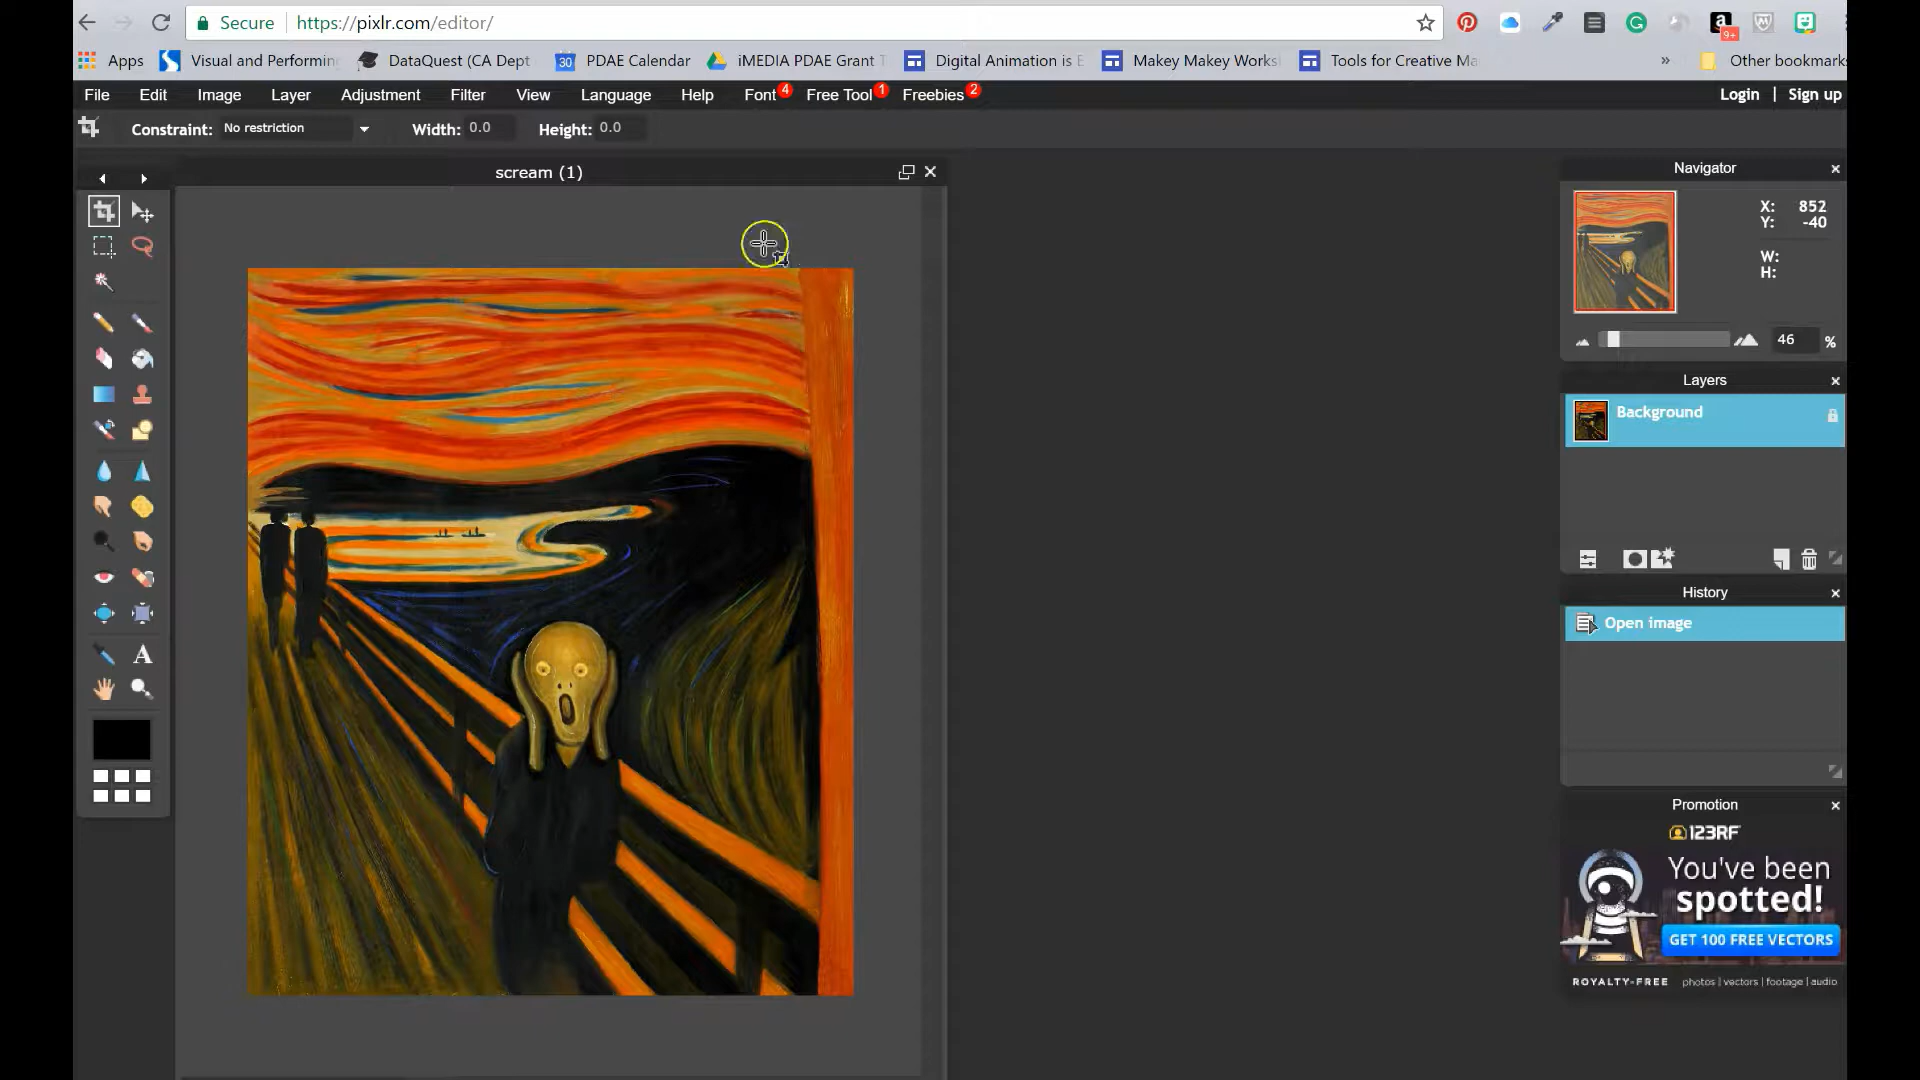 Secure https://pixlr.com/editor/
9+
Apps Visual and Performin DataQuest (CA Dept 30 PDAE Calendar iMEDIA PDAE Grant T Digital Animation is E Makey Makey Works Tools for Creative Ma » Other bookmarks
File Edit Image Layer Adjustment Filter View Language Help Font 4 Free Tool 1 Freebies 2 Login | Sign up
Constraint: No restriction Width: 0.0 Height: 0.0
scream (1)
Navigator
X: 852
Y: -40
W:
H:
46 %
Layers
Background
History
Open image
A
Promotion
123RF
You've been
spotted!
GET 100 FREE VECTORS
ROYALTY-FREE photos | vectors | footage | audio